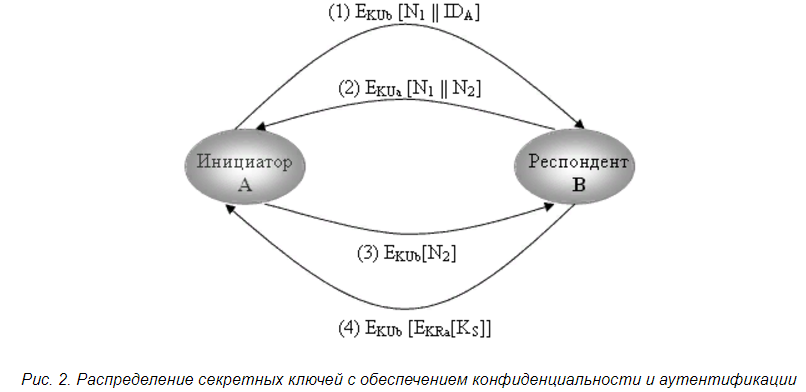 (1) EKUb [N1 || IDA]
(2) EKUa [N1 || N2]
Инициатор
A
Респондент
B
(3) EKUb[N2]
(4) EKUb [EKRa[KS]]
Рис. 2. Распределение секретных ключей с обеспечением конфиденциальности и аутентификации